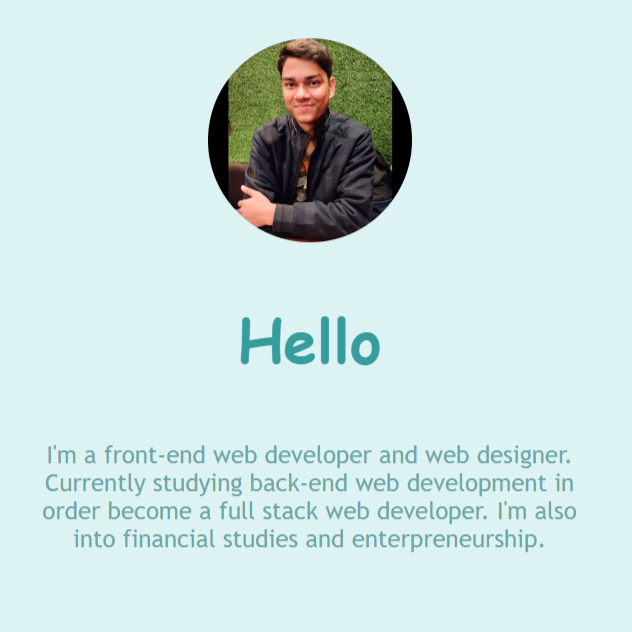 Hello
I'm a front-end web developer and web designer.
Currently studying back-end web development in
order become a full stack web developer. I'm also
into financial studies and enterpreneurship.